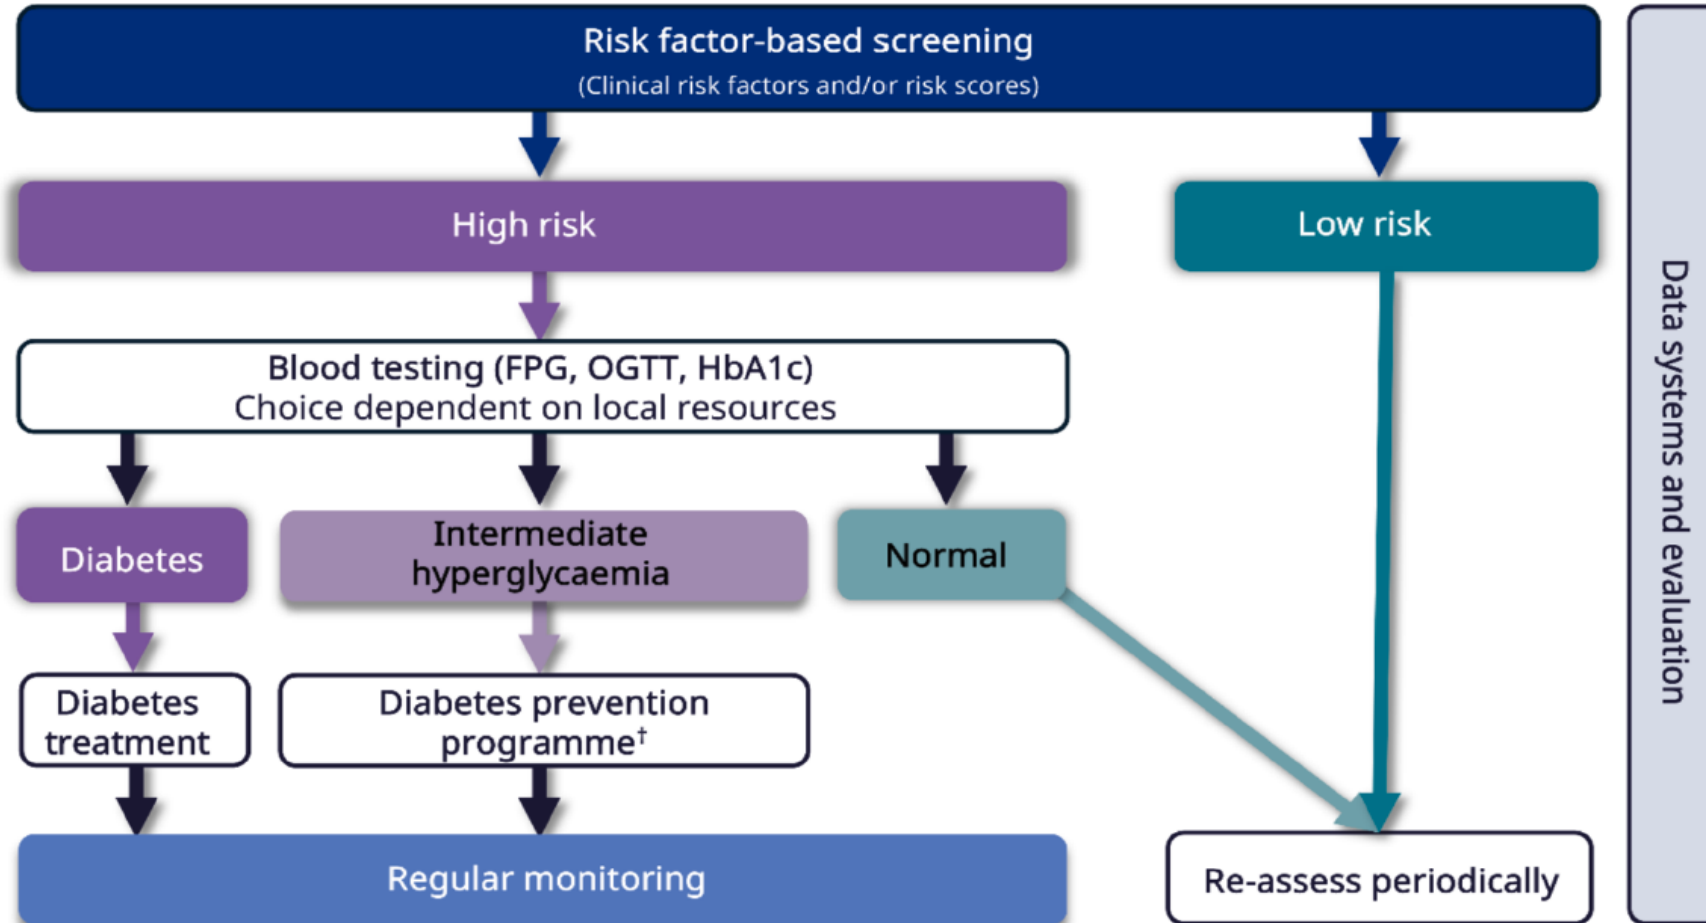 Risk factor-based screening
(Clinical risk factors and/or risk scores)
High risk
Low risk
Blood testing (FPG, OGTT, HbA1c)
Choice dependent on local resources
Diabetes
Intermediate
hyperglycaemia
Normal
Diabetes
treatment
Diabetes prevention
programme†
Regular monitoring
Re-assess periodically
Data systems and evaluation